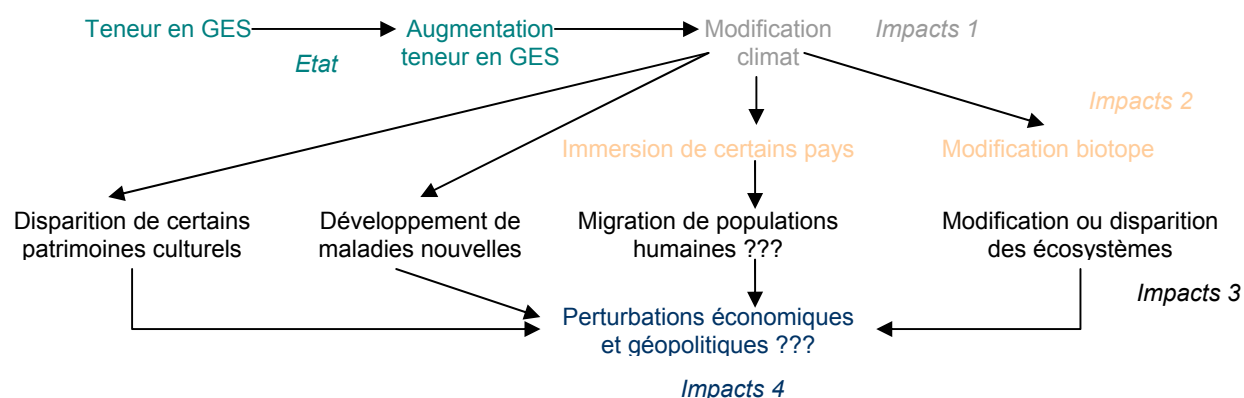 Teneur en GES
Etat
Augmentation
teneur en GES
Modification
climat
Impacts 1
Impacts 2
Immersion de certains pays
Modification biotope
Disparition de certains
patrimoines culturels
Développement de
maladies nouvelles
Migration de populations
humaines ???
Modification ou disparition
des écosystèmes
Impacts 3
Perturbations économiques
et géopolitiques ???
Impacts 4